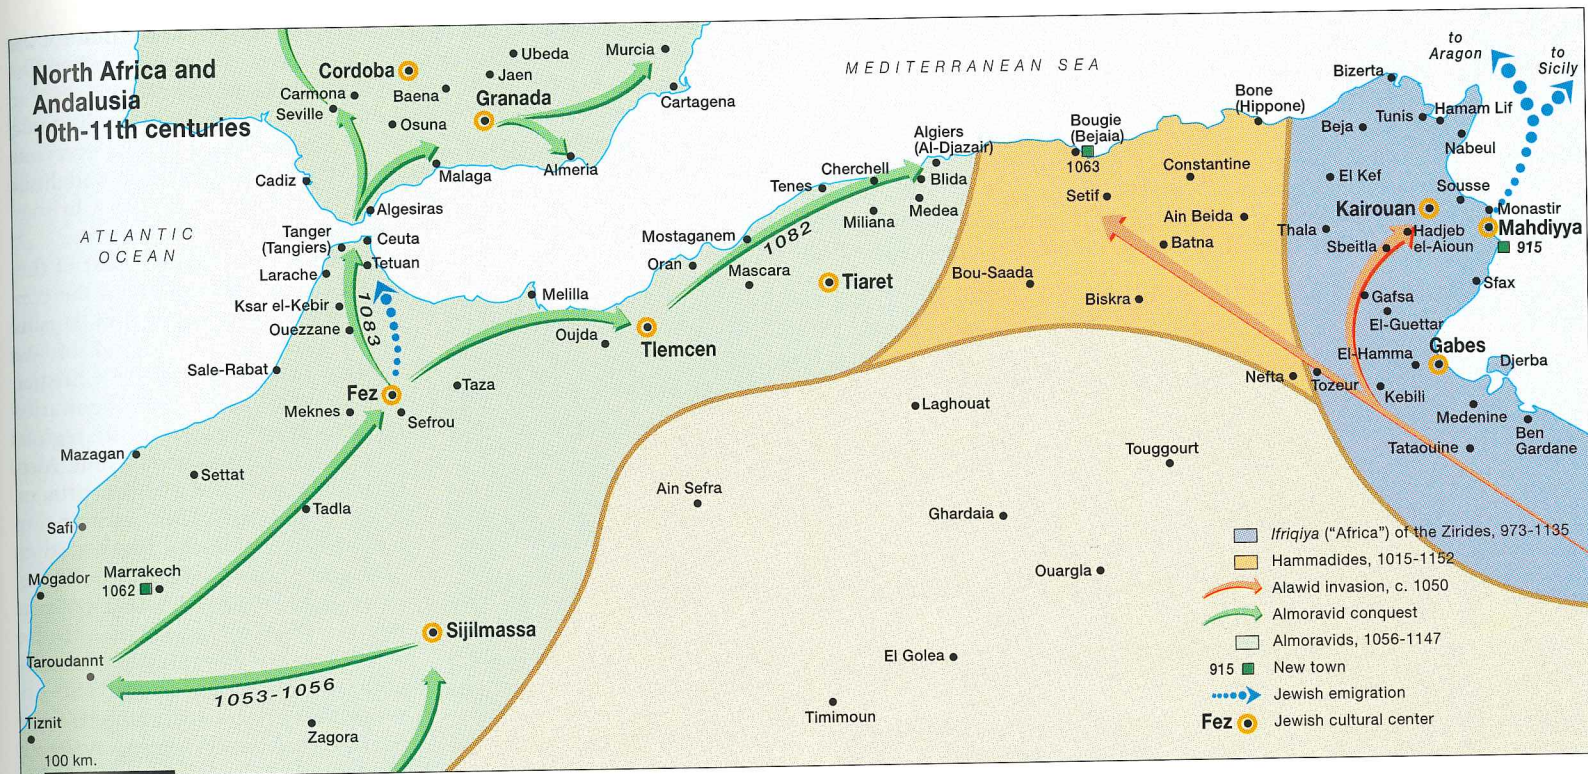 North Africa and
Andalusia
10th-11th centuries
MEDITERRANEAN SEA
ATLANTIC
OCEAN
to
Aragon
to
Sicily
Ubeda
Murcia
Cordoba
Jaen
Carmona
Baena
Granada
Cartagena
Seville
Osuna
Cadiz
Malaga
Almeria
Algesiras
Tanger
(Tangiers)
Ceuta
Larache
Tetuan
Ksar el-Kebir
1083
Ouezzane
Melilla
Oujda
Sale-Rabat
Fez
Taza
Meknes
Sefrou
Mazagan
Settat
Tadla
Safi
Mogador
Marrakech
1062
Taroudannt
Sijilmassa
1053-1056
Tiznit
Zagora
100 km.
Algiers
(Al-Djazair)
Cherchell
Blida
Tenes
Medea
Miliana
Mostaganem
1082
Oran
Mascara
Tiaret
Tlemcen
Bougie
(Bejaia)
1063
Bone
(Hippone)
Constantine
Setif
Ain Beida
Batna
Bou-Saada
Biskra
Nefta
Bizerta
Tunis
Hamam Lif
Beja
Nabeul
El Kef
Sousse
Kairouan
Monastir
Mahdiyya
915
Thala
Hadjeb
el-Aioun
Sbeitla
Sfax
Gafsa
El-Guettar
Gabes
El-Hamma
Djerba
Tozeur
Kebili
Medenine
Ben
Gardane
Tataouine
Laghouat
Touggourt
Ain Sefra
Ghardaia
Ouargla
El Golea
Timimoun
Ifriqiya (“Africa”) of the Zirides, 973-1135
Hammadides, 1015-1152
Alawid invasion, c. 1050
Almoravid conquest
Almoravids, 1056-1147
915 New town
Jewish emigration
Fez Jewish cultural center